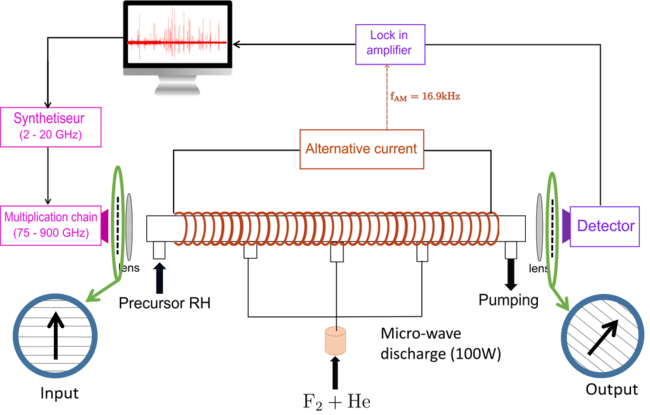 Lock in
amplifier
f_AM = 16.9kHz
Synthetiseur
(2 - 20 GHz)
Alternative current
Multiplication chain
(75 - 900 GHz)
Detector
lens
lens
Precursor RH
Pumping
Micro-wave
discharge (100W)
Input
Output
F₂ + He